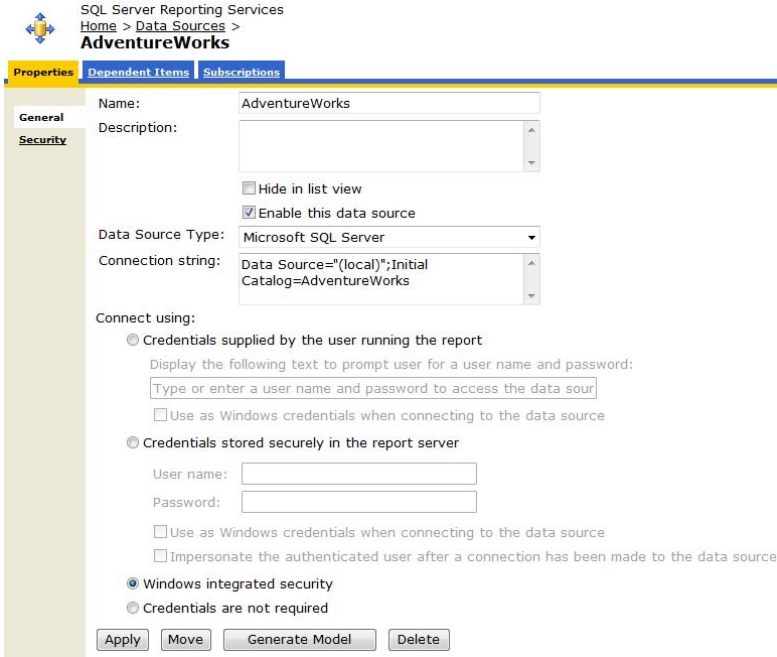 SQL Server Reporting Services
Home > Data Sources >
AdventureWorks
Properties Dependent Items Subscriptions
General
Security
Name: AdventureWorks
Description:
Hide in list view
Enable this data source
Data Source Type: Microsoft SQL Server
Connection string: Data Source="(local)";Initial
Catalog=AdventureWorks
Connect using:
Credentials supplied by the user running the report
Display the following text to prompt user for a user name and password:
Type or enter a user name and password to access the data sour
Use as Windows credentials when connecting to the data source
Credentials stored securely in the report server
User name:
Password:
Use as Windows credentials when connecting to the data source
Impersonate the authenticated user after a connection has been made to the data source
Windows integrated security
Credentials are not required
Apply Move Generate Model Delete